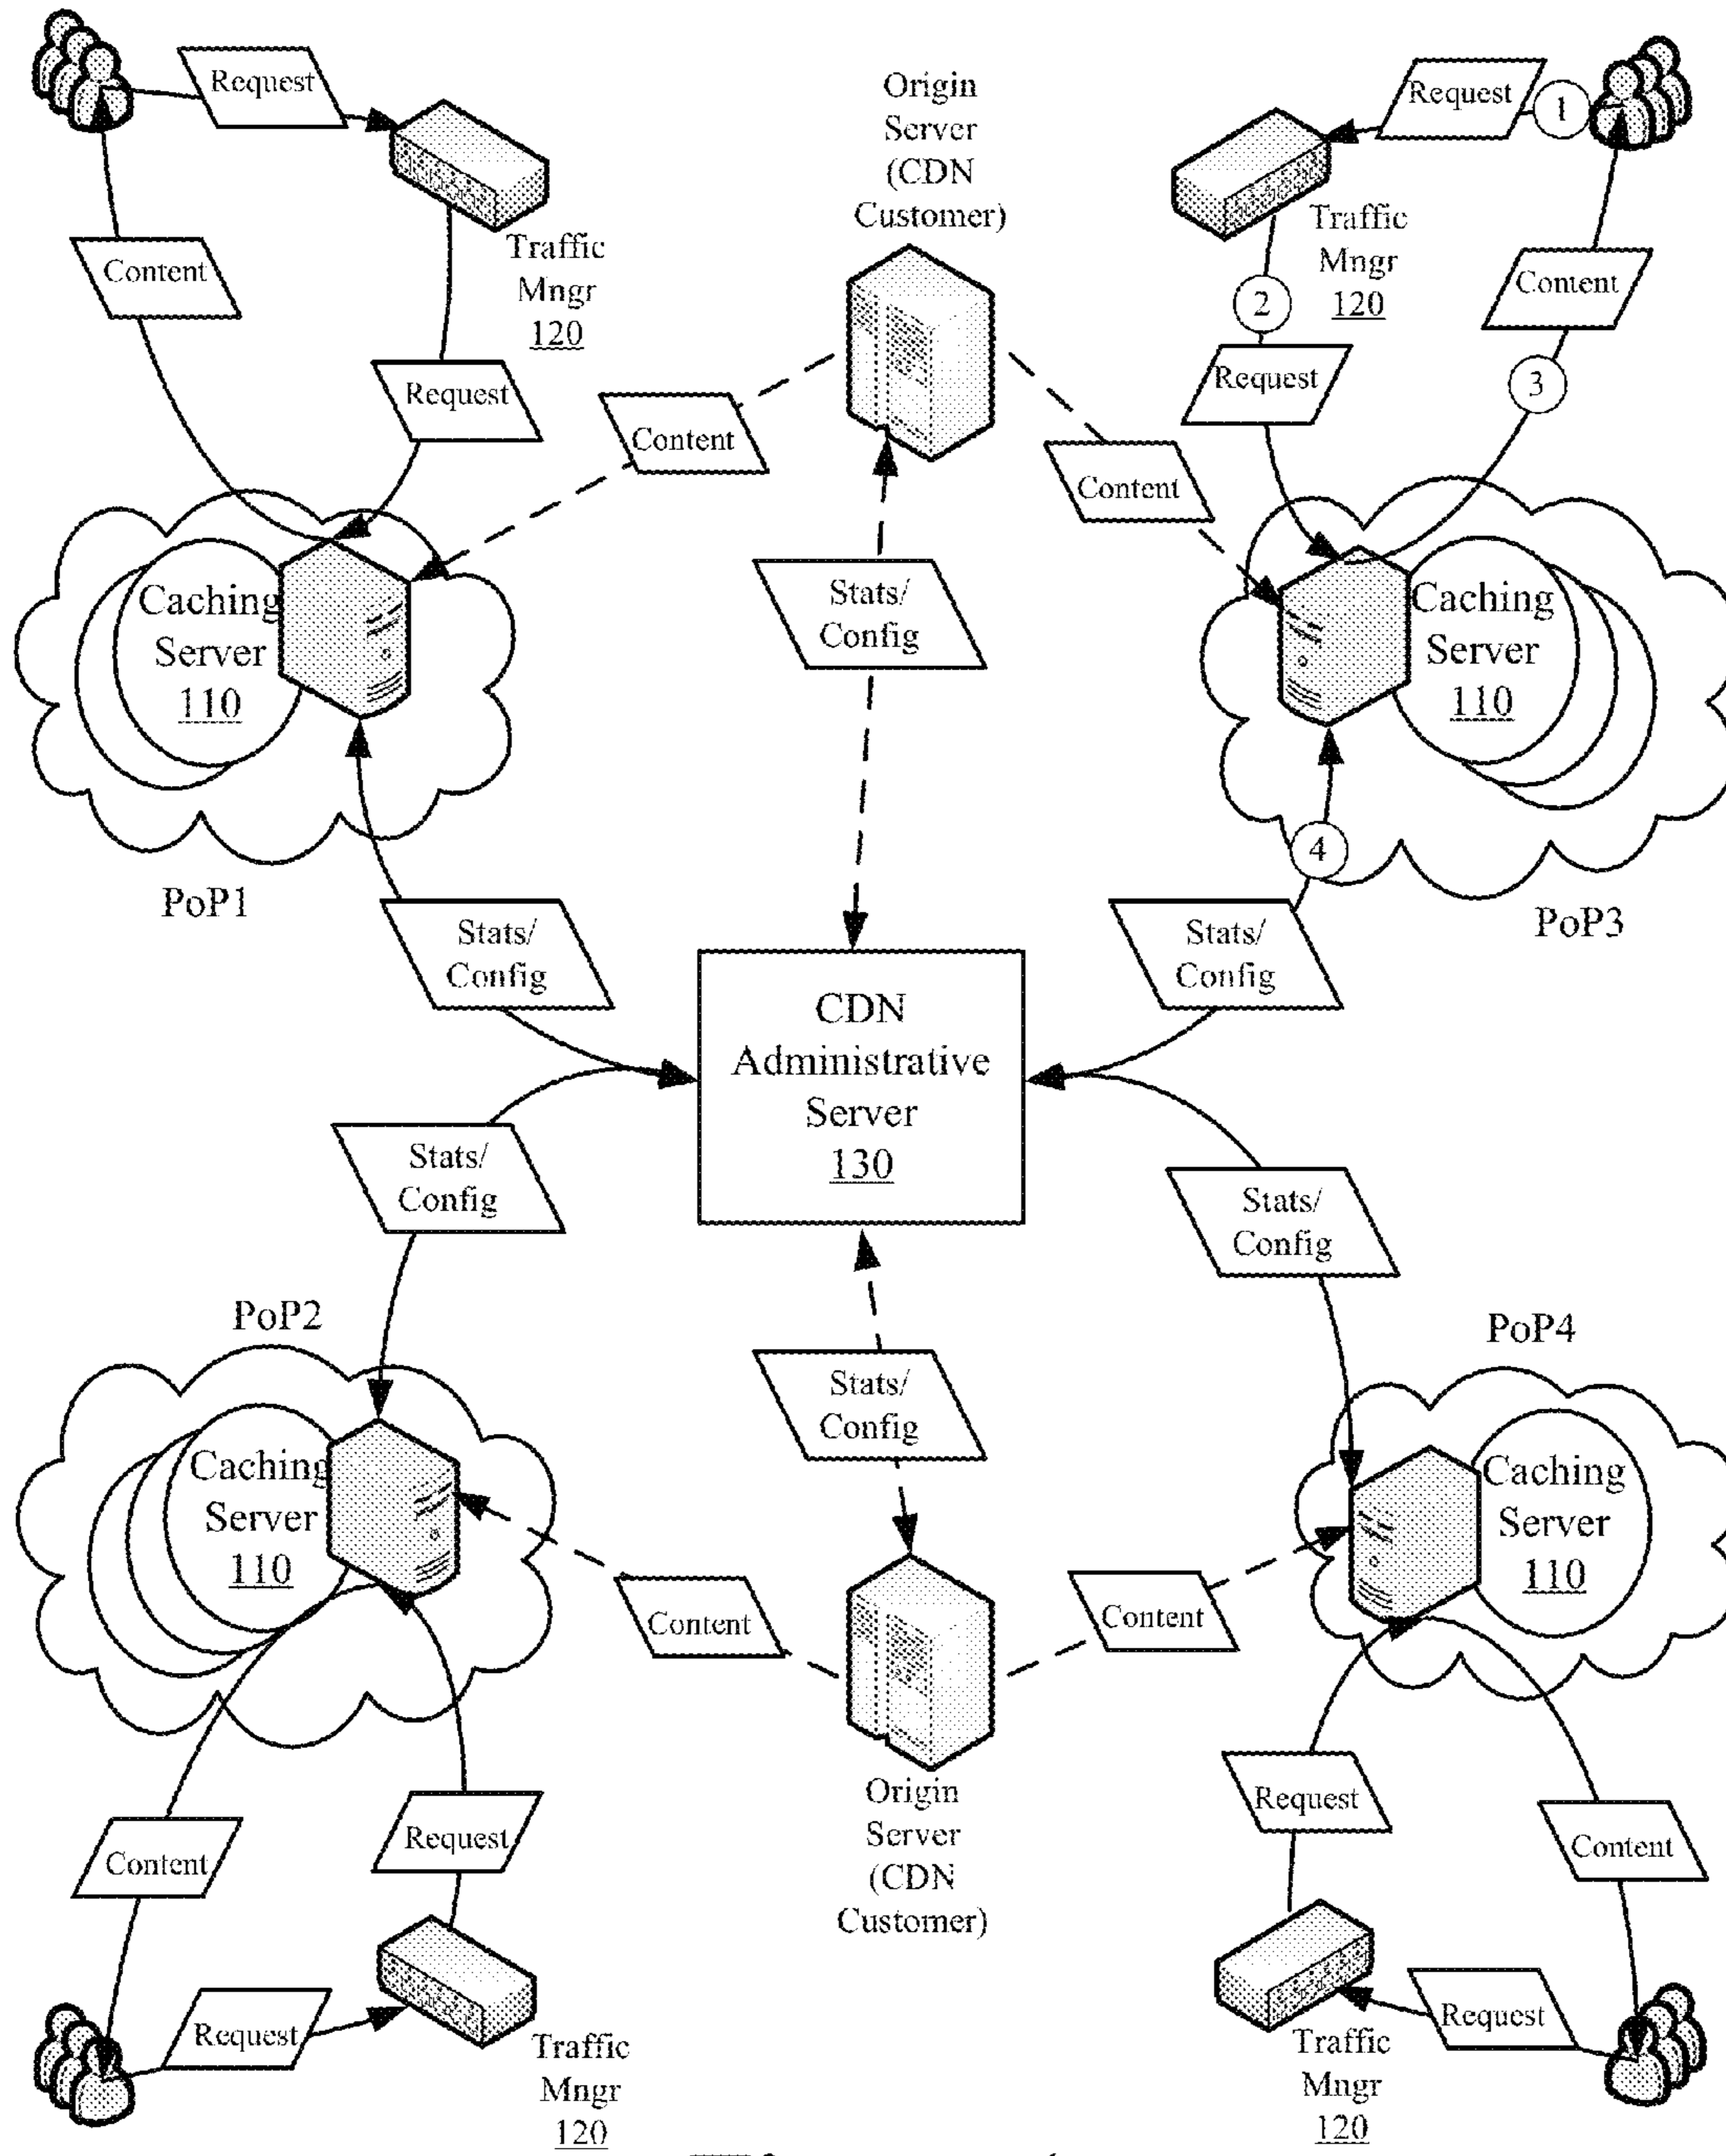 Request
Origin
Server
(CDN
Customer)
Request
1
Traffic
Mngr
120
Traffic
Mngr
120
Content
Content
2
Request
Request
3
Content
Content
Caching
Server
110
Stats/
Config
Caching
Server
110
4
PoP1
PoP3
Stats/
Config
Stats/
Config
CDN
Administrative
Server
130
Stats/
Config
Stats/
Config
PoP2
PoP4
Stats/
Config
Caching
Server
110
Caching
Server
110
Content
Content
Origin
Server
(CDN
Customer)
Request
Content
Request
Content
Request
Traffic
Mngr
120
Request
Traffic
Mngr
120